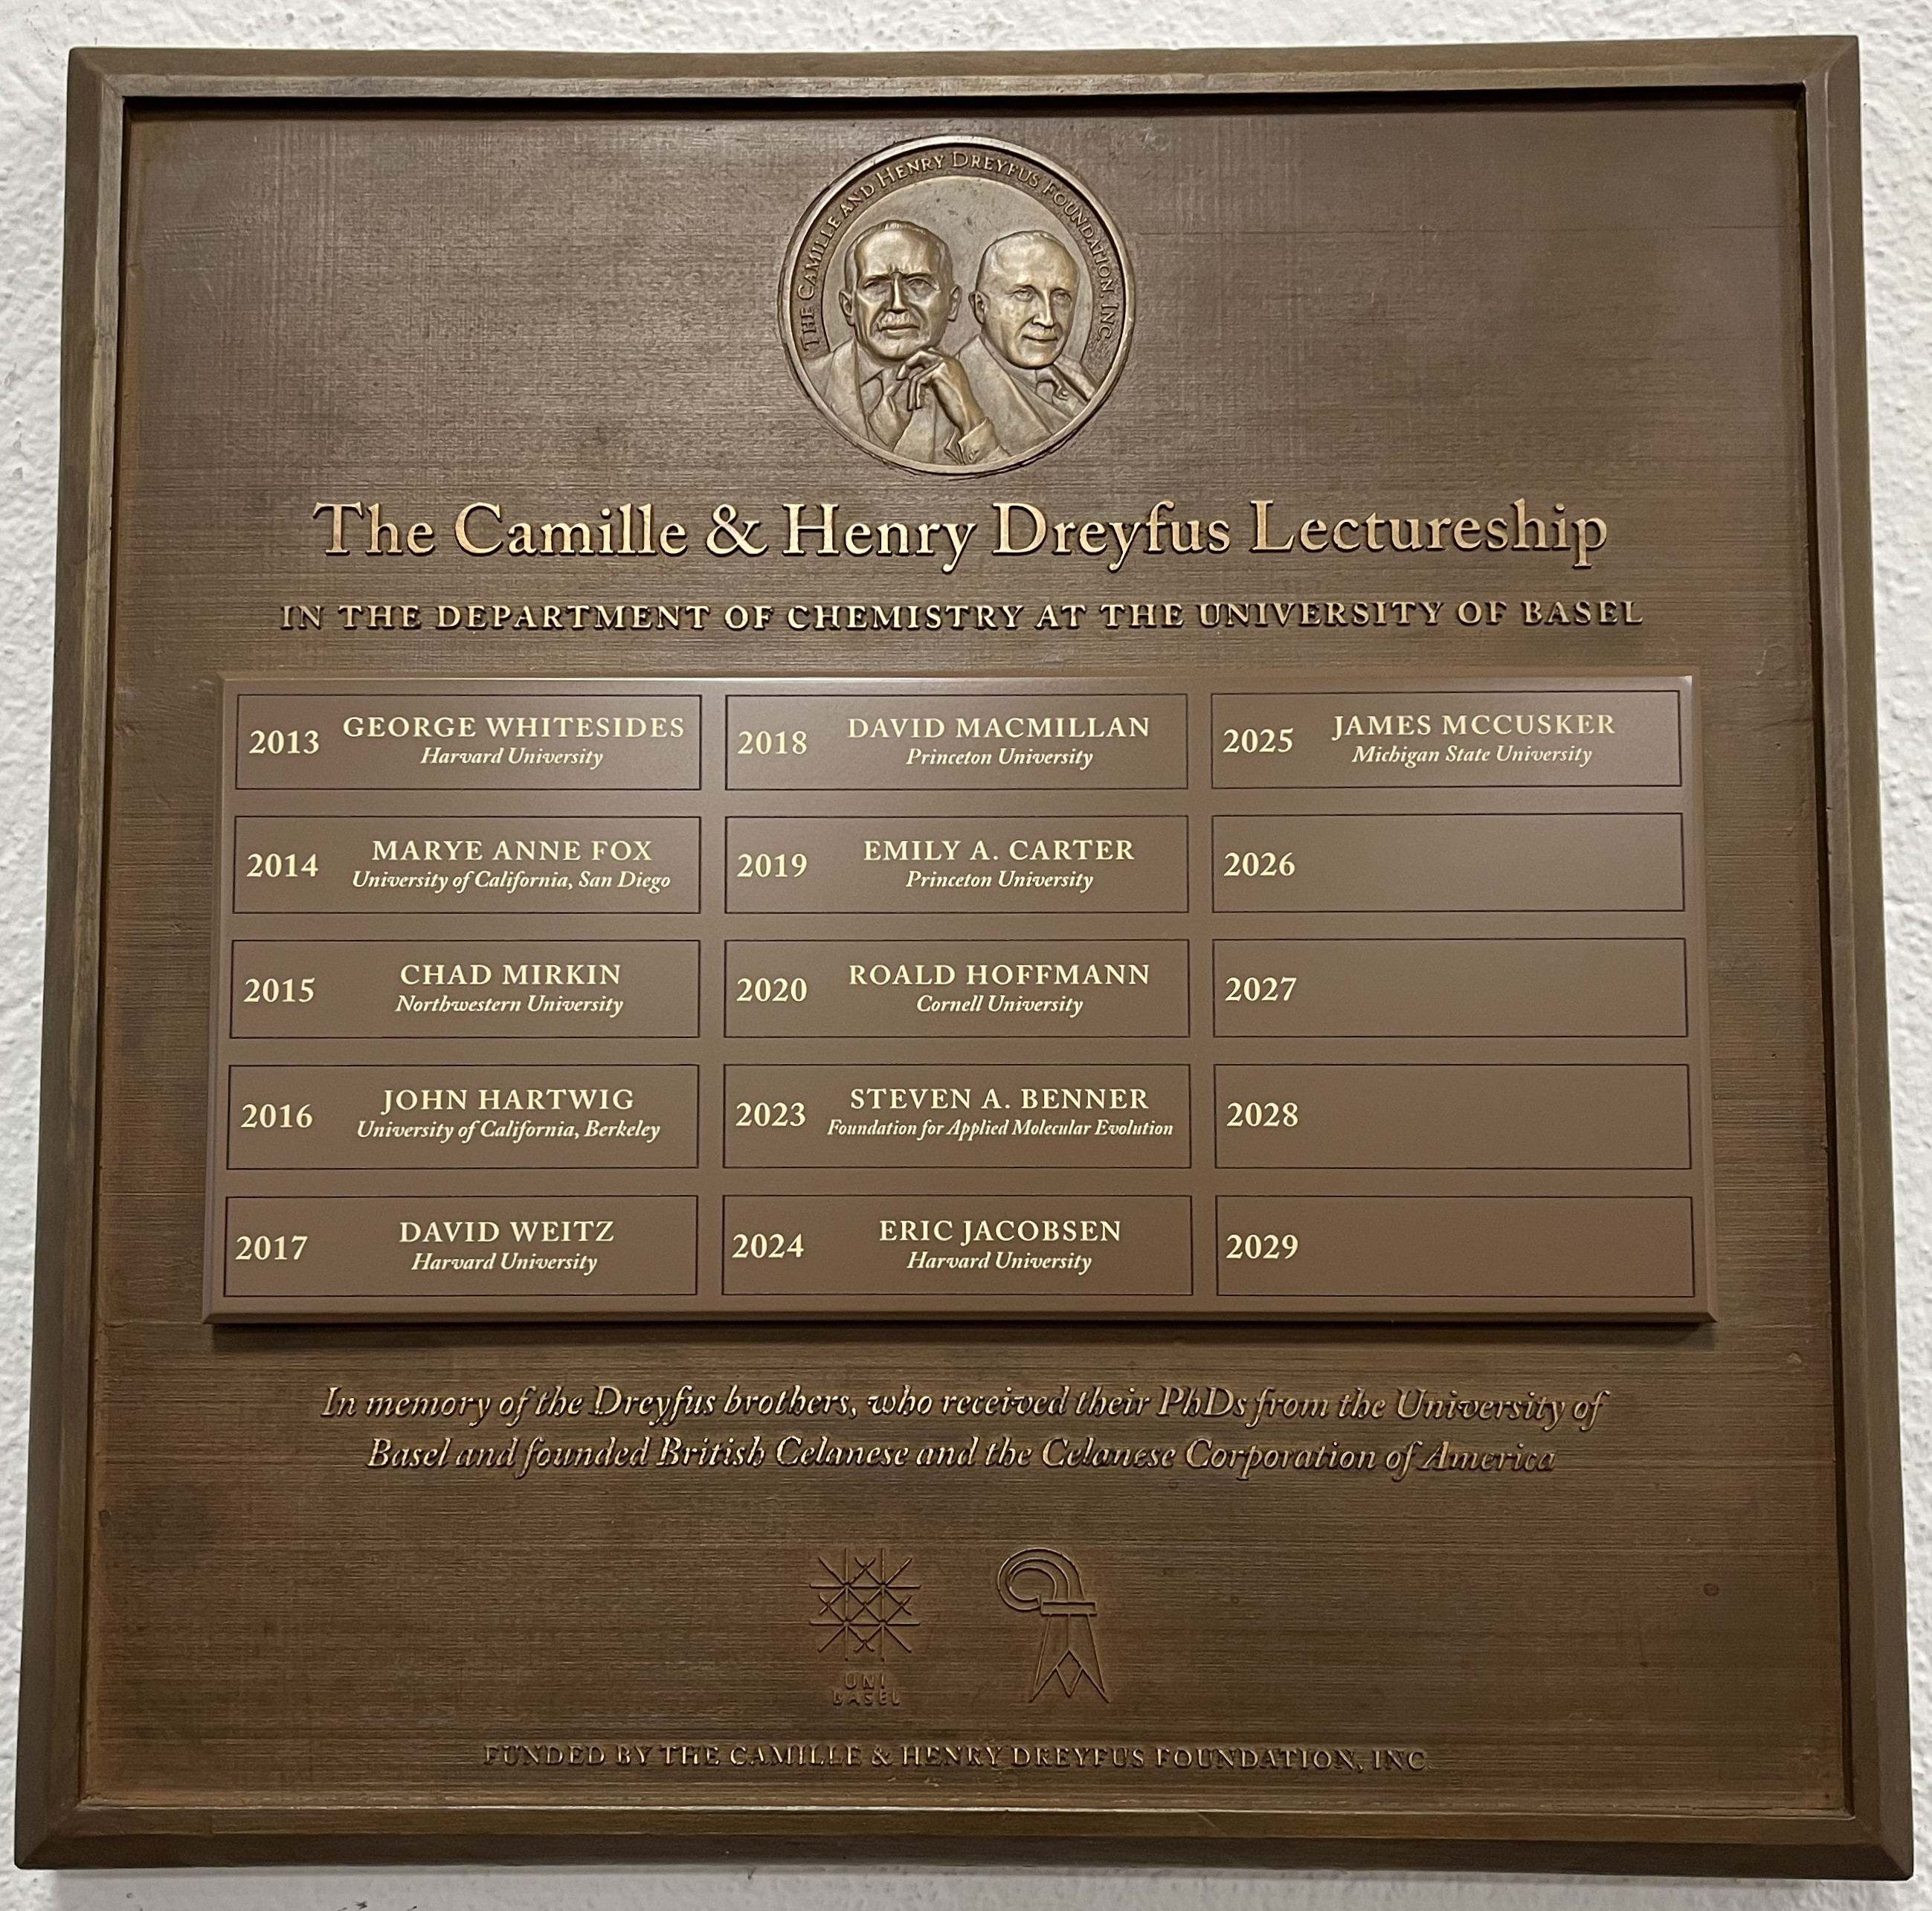 THE CAMILLE AND HENRY DREYFUS FOUNDATION, INC.
The Camille & Henry Dreyfus Lectureship
IN THE DEPARTMENT OF CHEMISTRY AT THE UNIVERSITY OF BASEL
2013 GEORGE WHITESIDES
Harvard University
2014 MARYE ANNE FOX
University of California, San Diego
2015 CHAD MIRKIN
Northwestern University
2016 JOHN HARTWIG
University of California, Berkeley
2017 DAVID WEITZ
Harvard University
2018 DAVID MACMILLAN
Princeton University
2019 EMILY A. CARTER
Princeton University
2020 ROALD HOFFMANN
Cornell University
2023 STEVEN A. BENNER
Foundation for Applied Molecular Evolution
2024 ERIC JACOBSEN
Harvard University
2025 JAMES MCCUSKER
Michigan State University
2026
2027
2028
2029
In memory of the Dreyfus brothers, who received their PhDs from the University of
Basel and founded British Celanese and the Celanese Corporation of America
UNI
BASEL
FUNDED BY THE CAMILLE & HENRY DREYFUS FOUNDATION, INC